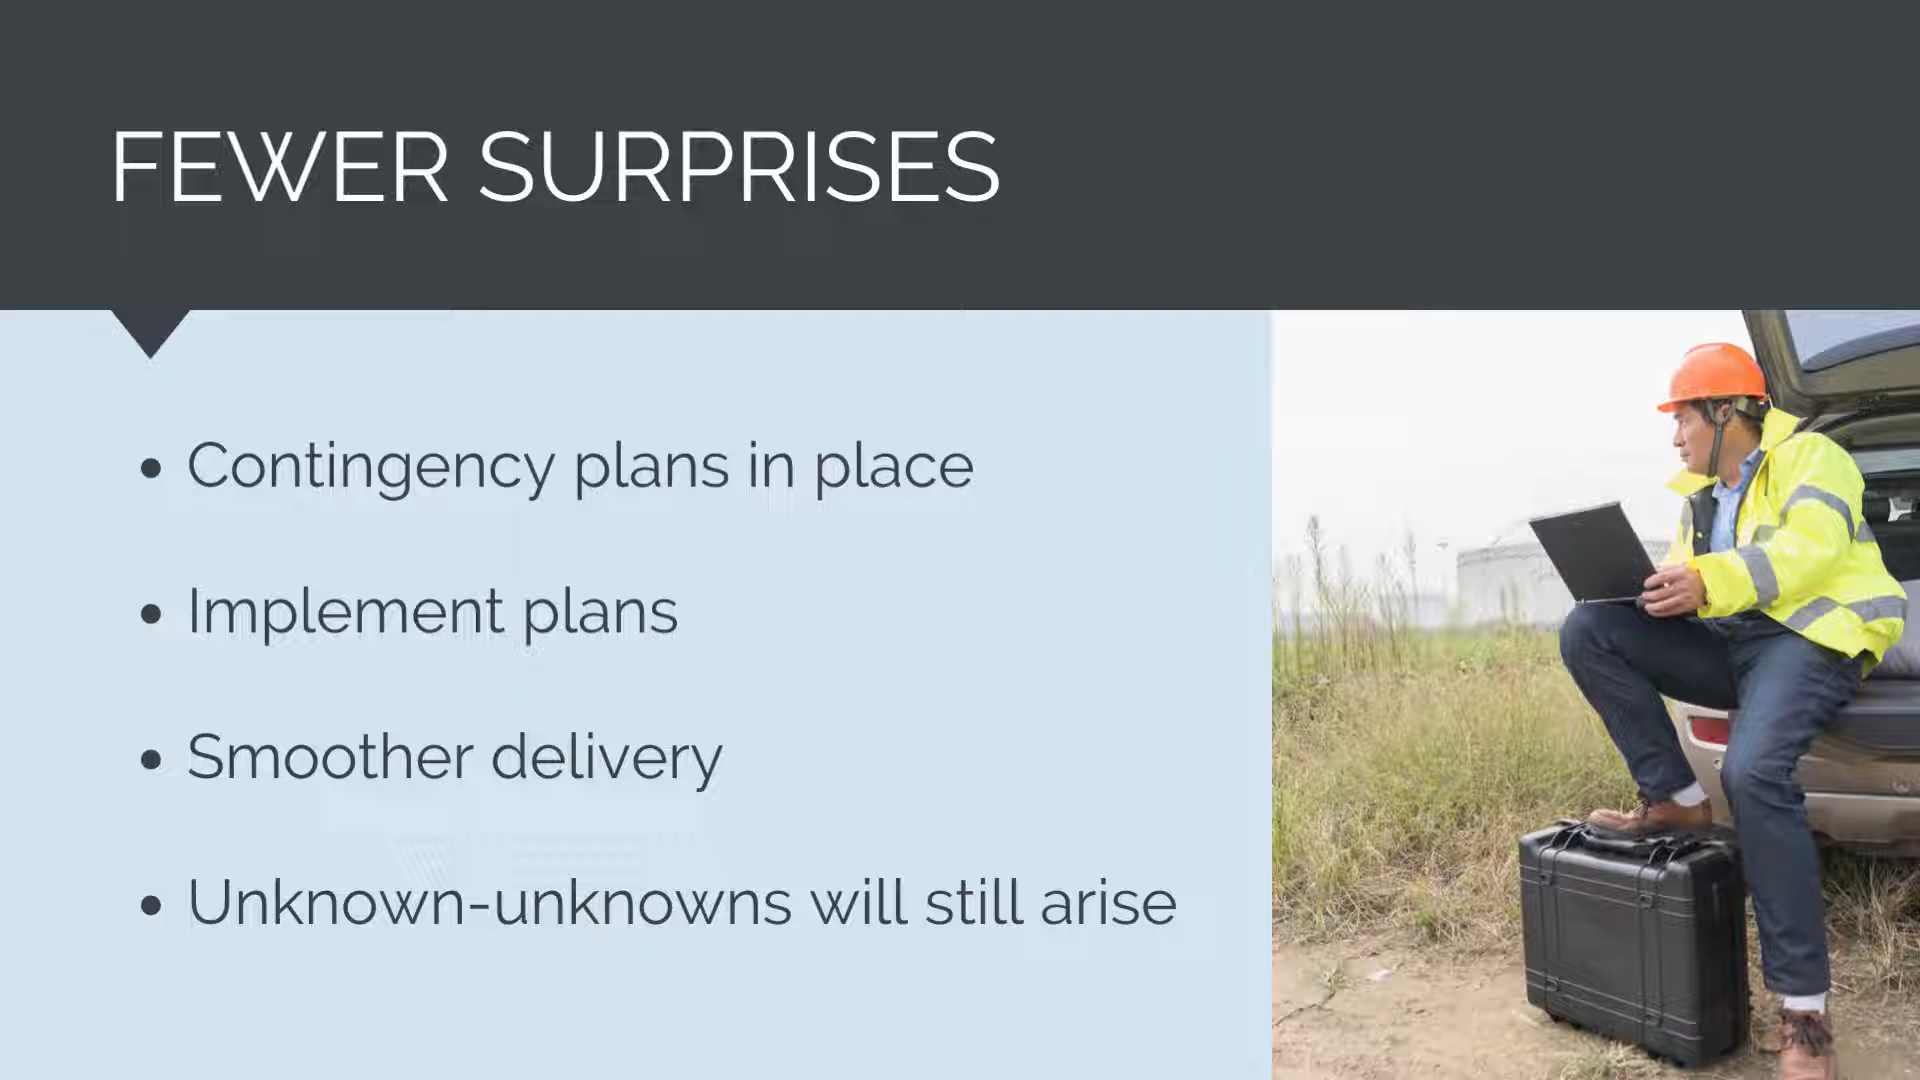 FEWER SURPRISES
Contingency plans in place
Implement plans
Smoother delivery
Unknown-unknowns will still arise